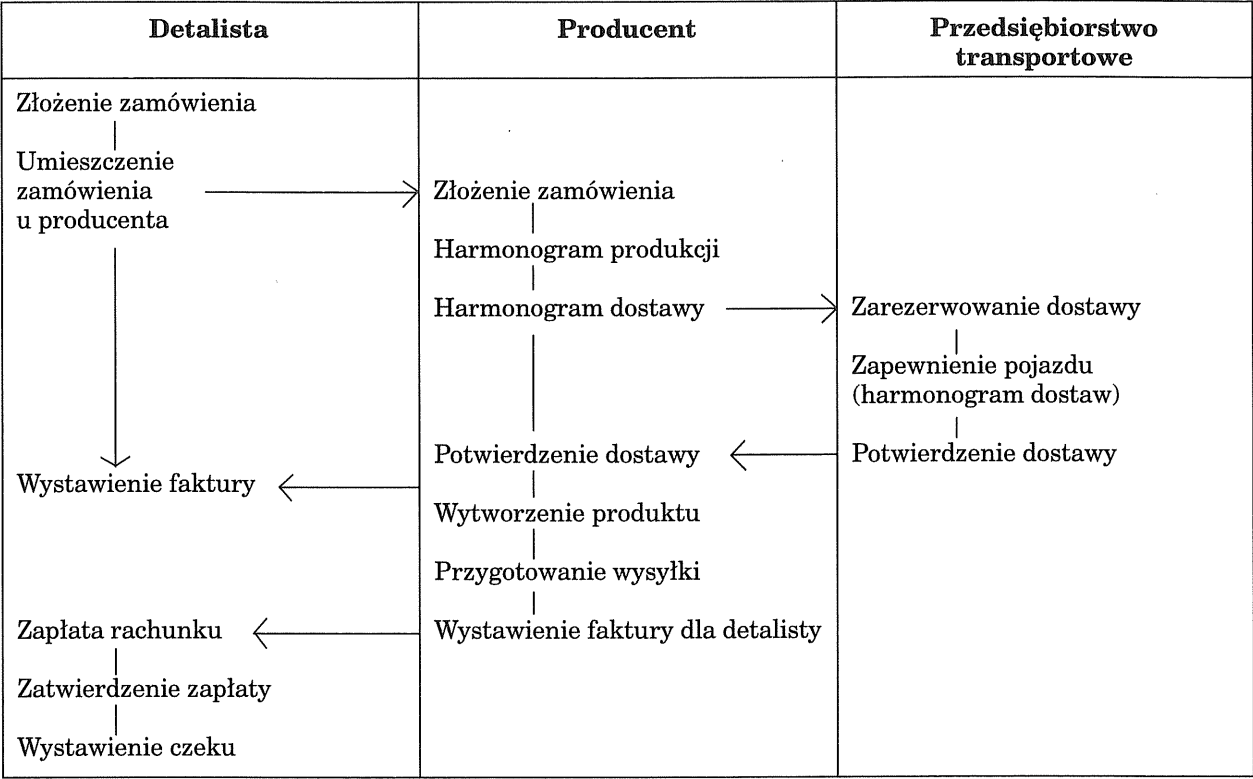 Detalista
Producent
Przedsiębiorstwo
transportowe
Złożenie zamówienia
Umieszczenie
zamówienia
u producenta
Wystawienie faktury
Zapłata rachunku
Zatwierdzenie zapłaty
Wystawienie czeku
Złożenie zamówienia
Harmonogram produkcji
Harmonogram dostawy
Potwierdzenie dostawy
Wytworzenie produktu
Przygotowanie wysyłki
Wystawienie faktury dla detalisty
Zarezerwowanie dostawy
Zapewnienie pojazdu
(harmonogram dostaw)
Potwierdzenie dostawy